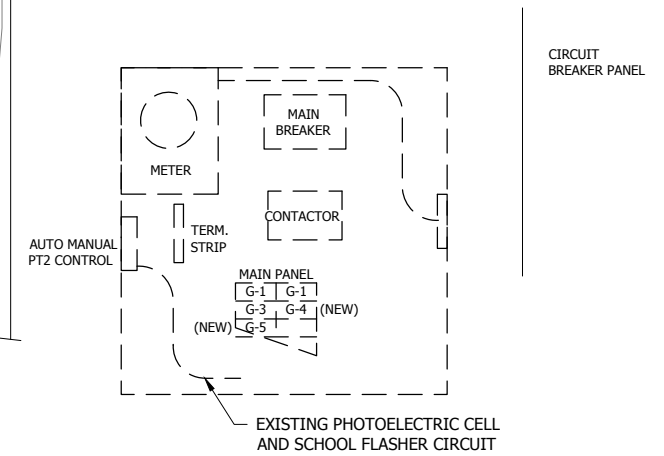 CIRCUIT
BREAKER PANEL
MAIN
BREAKER
METER
CONTACTOR
TERM.
STRIP
AUTO MANUAL
PT2 CONTROL
MAIN PANEL
G-1 G-1
G-3 G-4 (NEW)
(NEW) G-5
EXISTING PHOTOELECTRIC CELL
AND SCHOOL FLASHER CIRCUIT